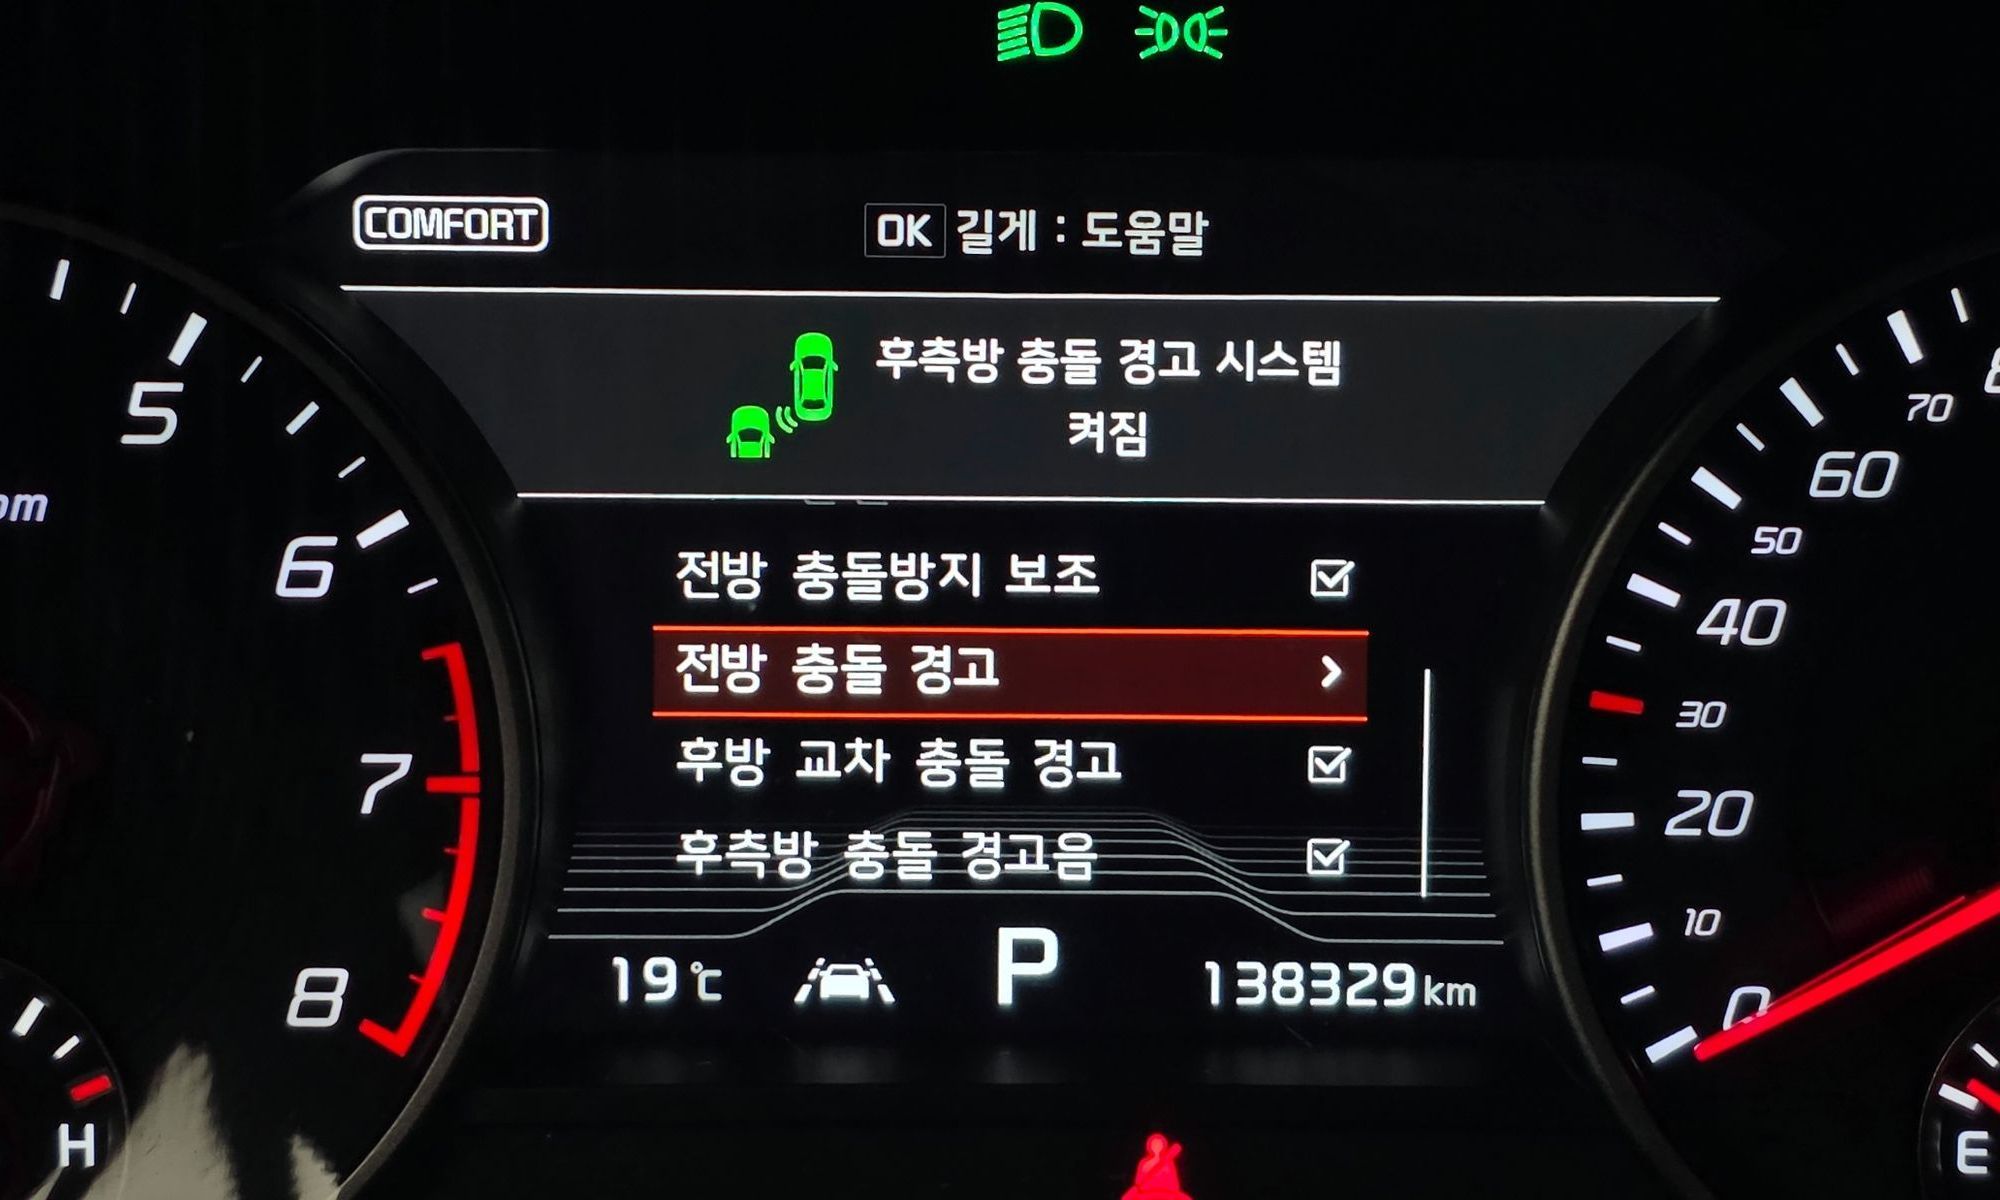 COMFORT
OK 길게 : 도움말
후측방 충돌 경고 시스템
켜짐
전방 충돌방지 보조
전방 충돌 경고
후방 교차 충돌 경고
후측방 충돌 경고음
19℃
P
138329km
5
6
7
8
H
70
60
50
40
30
20
10
0
E